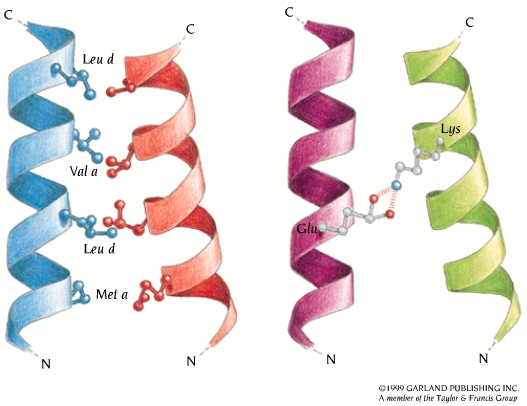 C
C
Leu d
Val a
Leu d
Met a
N
N
C
C
Lys
Glu
N
N
©1999 GARLAND PUBLISHING INC.
A member of the Taylor & Francis Group